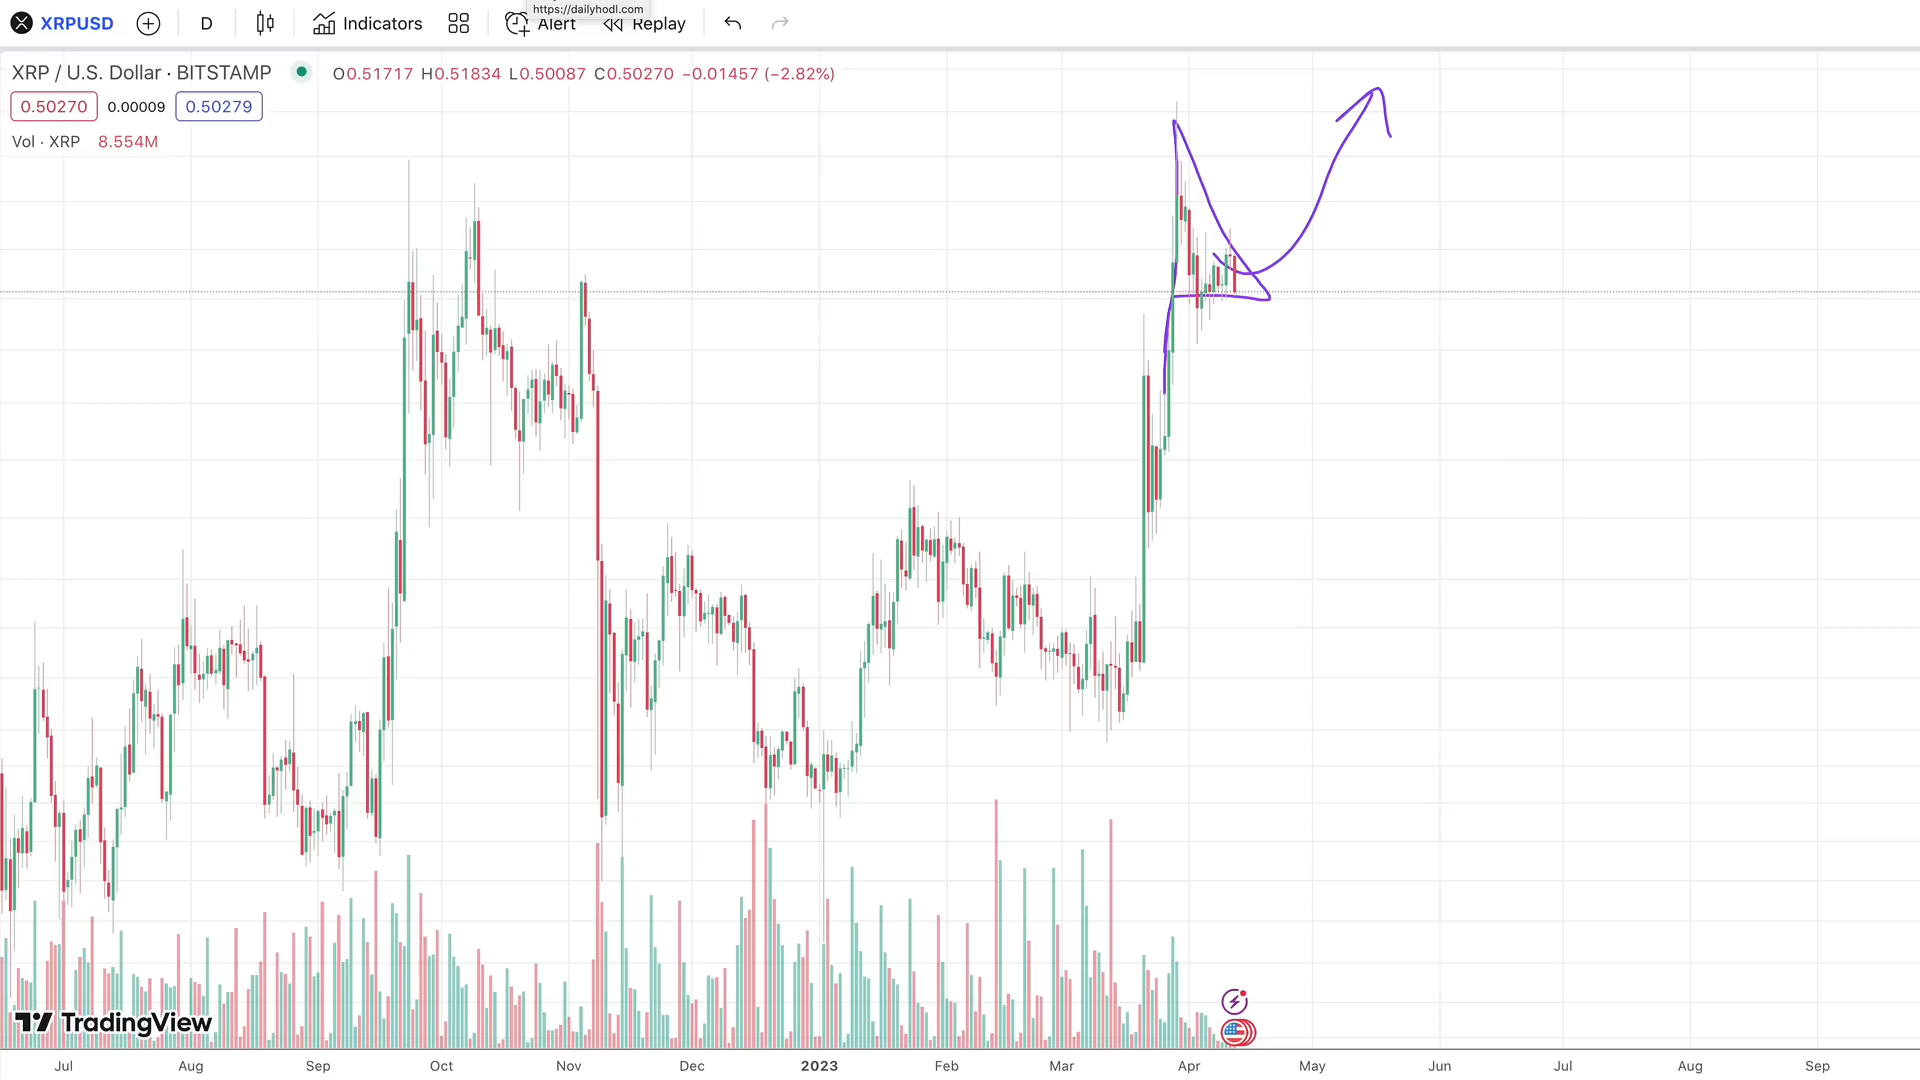 https://dailyhodl.com
XRPUSD D Indicators Alert Replay
XRP / U.S. Dollar · BITSTAMP O0.51717 H0.51834 L0.50087 C0.50270 −0.01457 (−2.82%)
0.50270 0.00009 0.50279
Vol · XRP 8.554M
TradingView
Jul Aug Sep Oct Nov Dec 2023 Feb Mar Apr May Jun Jul Aug Sep